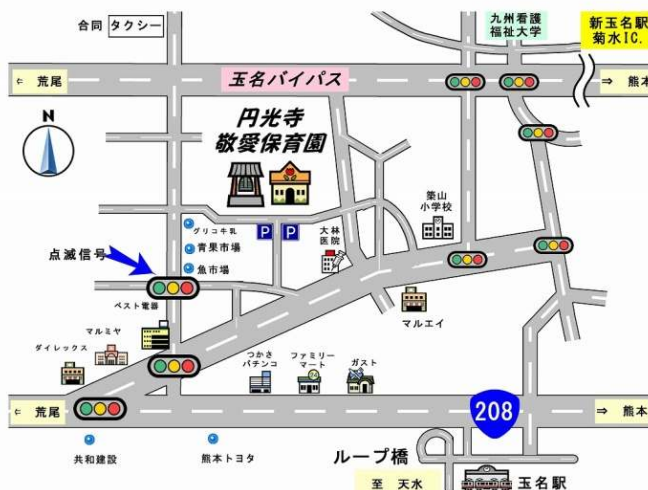 合同 タクシー
九州看護
福祉大学
新玉名駅
菊水IC.
⇦ 荒尾
玉名バイパス
⇒ 熊本
N
円光寺
敬愛保育園
築山
小学校
グリコ牛乳
P P
大林
医院
青果市場
点滅信号
魚市場
ベスト電器
マルエイ
マルミヤ
ダイレックス
つかさ
パチンコ
ファミリー
マート
ガスト
⇦ 荒尾
208
⇒ 熊本
共和建設
熊本トヨタ
ループ橋
至 天水
玉名駅